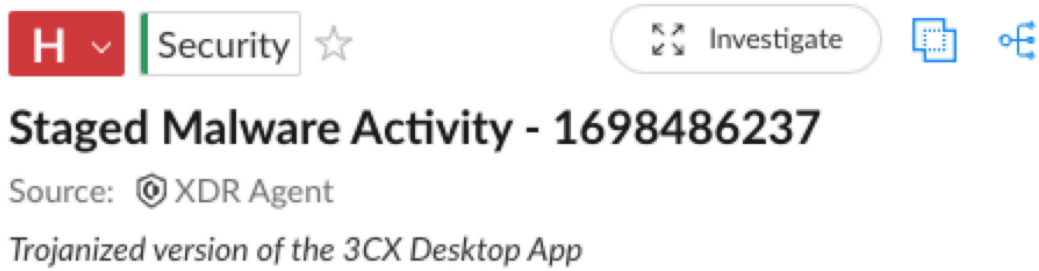 H Security Investigate
Staged Malware Activity - 1698486237
Source: XDR Agent
Trojanized version of the 3CX Desktop App